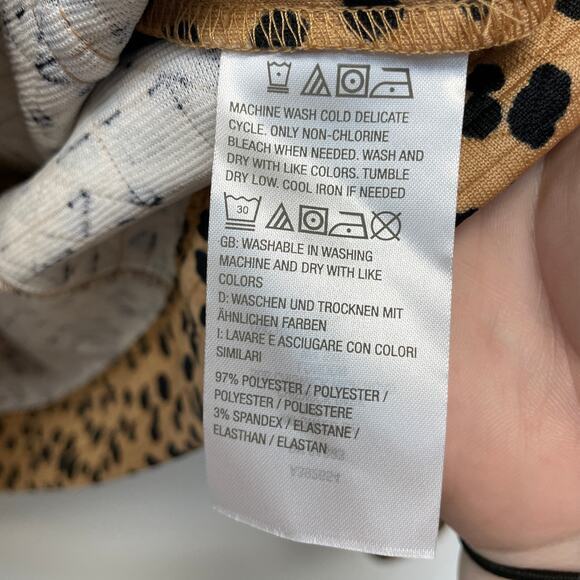 MACHINE WASH COLD DELICATE
CYCLE. ONLY NON-CHLORINE
BLEACH WHEN NEEDED. WASH AND
DRY WITH LIKE COLORS. TUMBLE
DRY LOW. COOL IRON IF NEEDED
30
GB: WASHABLE IN WASHING
MACHINE AND DRY WITH LIKE
COLORS
D: WASCHEN UND TROCKNEN MIT
ÄHNLICHEN FARBEN
I: LAVARE E ASCIUGARE CON COLORI
SIMILARI
97% POLYESTER / POLYESTER /
POLYESTER / POLIESTERE
3% SPANDEX / ELASTANE /
ELASTHAN / ELASTAN